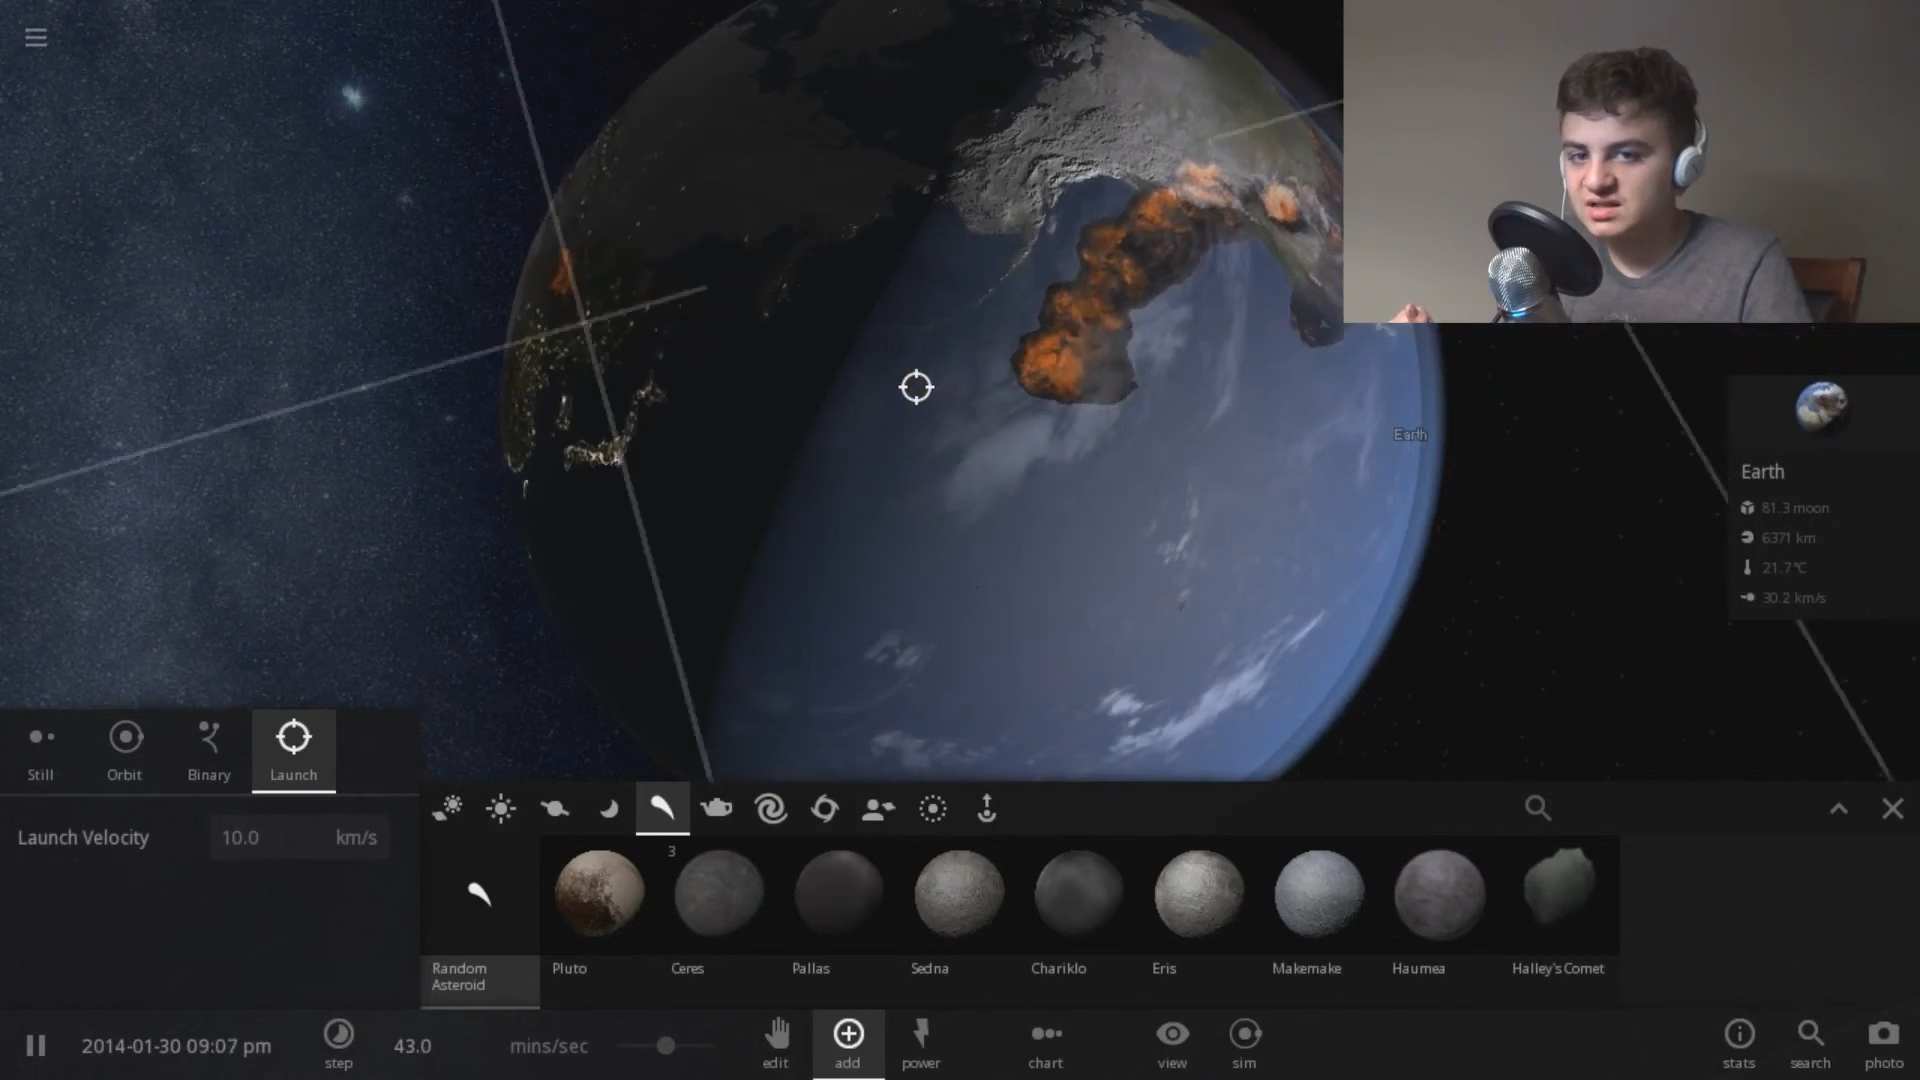 Earth
Earth
81.3 moon
6371 km
21.7°C
30.2 km/s
Still
Orbit
Binary
Launch
Launch Velocity
10.0
km/s
3
Random
Asteroid
Pluto
Ceres
Pallas
Sedna
Chariklo
Eris
Makemake
Haumea
Halley's Comet
2014-01-30 09:07 pm
step
43.0
mins/sec
edit
add
power
chart
view
sim
stats
search
photo